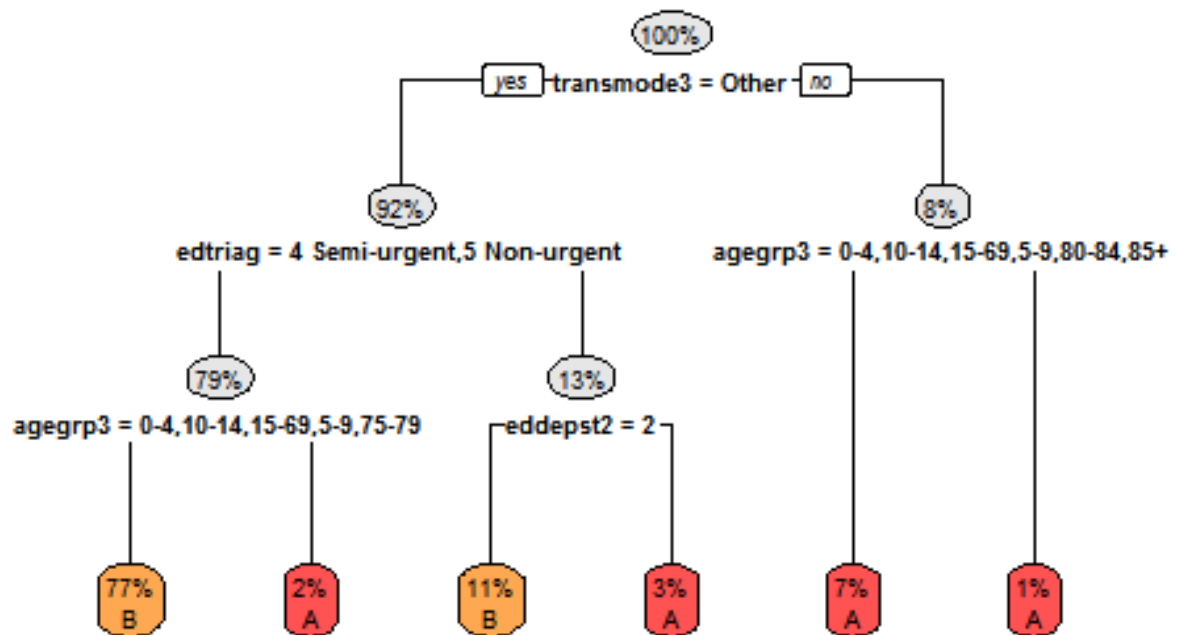 100%
yes transmode3 = Other no
92% 8%
edtriag = 4 Semi-urgent,5 Non-urgent agegrp3 = 0-4,10-14,15-69,5-9,80-84,85+
79% 13%
agegrp3 = 0-4,10-14,15-69,5-9,75-79 eddepst2 = 2
77% 2% 11% 3% 7% 1%
B A B A A A